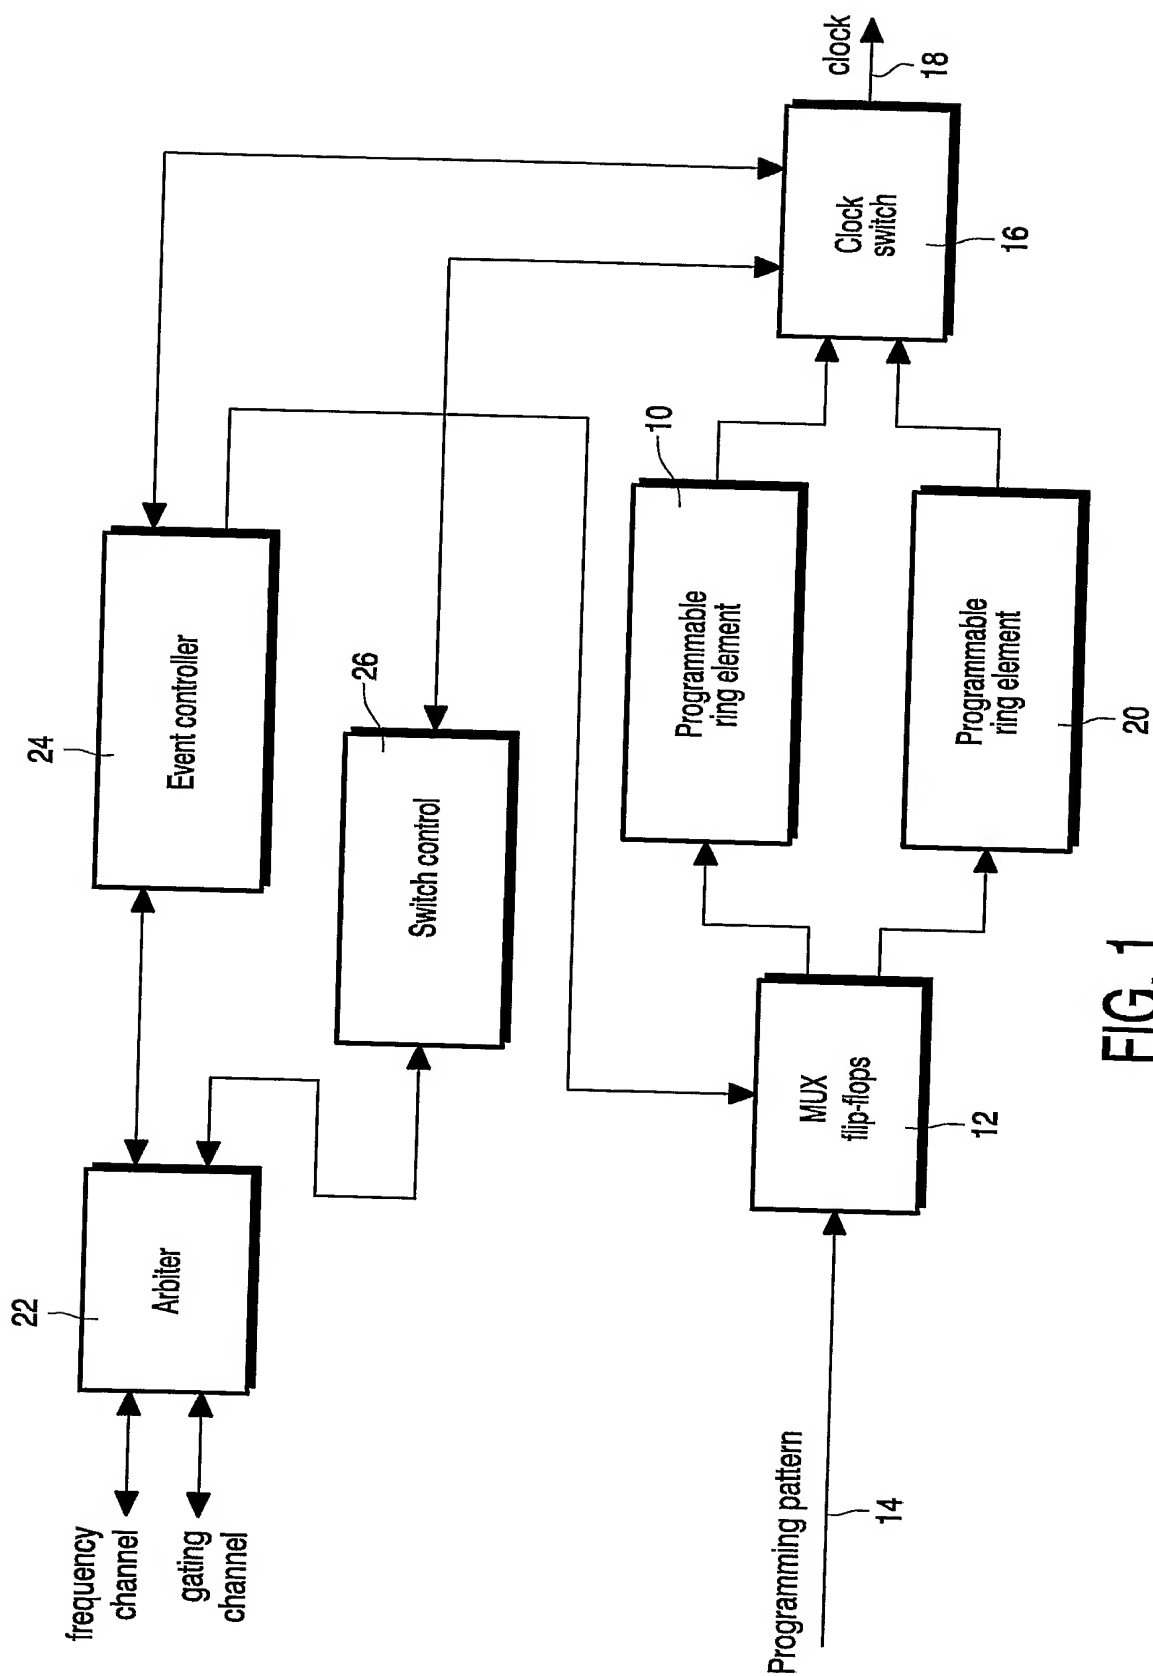 frequency
channel
gating
channel
22
Arbiter
24
Event controller
26
Switch control
Programming pattern
14
MUX
flip-flops
12
10
Programmable
ring element
Programmable
ring element
20
Clock
switch
16
clock
18
FIG. 1